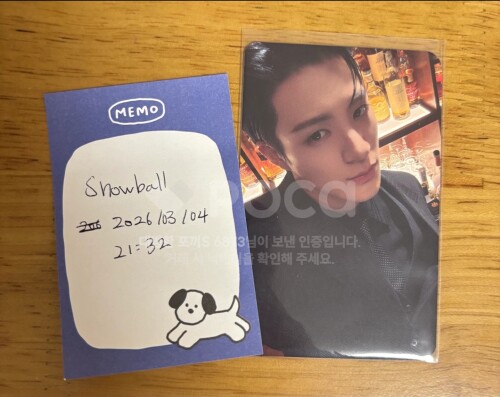 MEMO
Snowball
2026/03/04
21:32
poca
님이 보낸 인증입니다.
확인해 주세요.